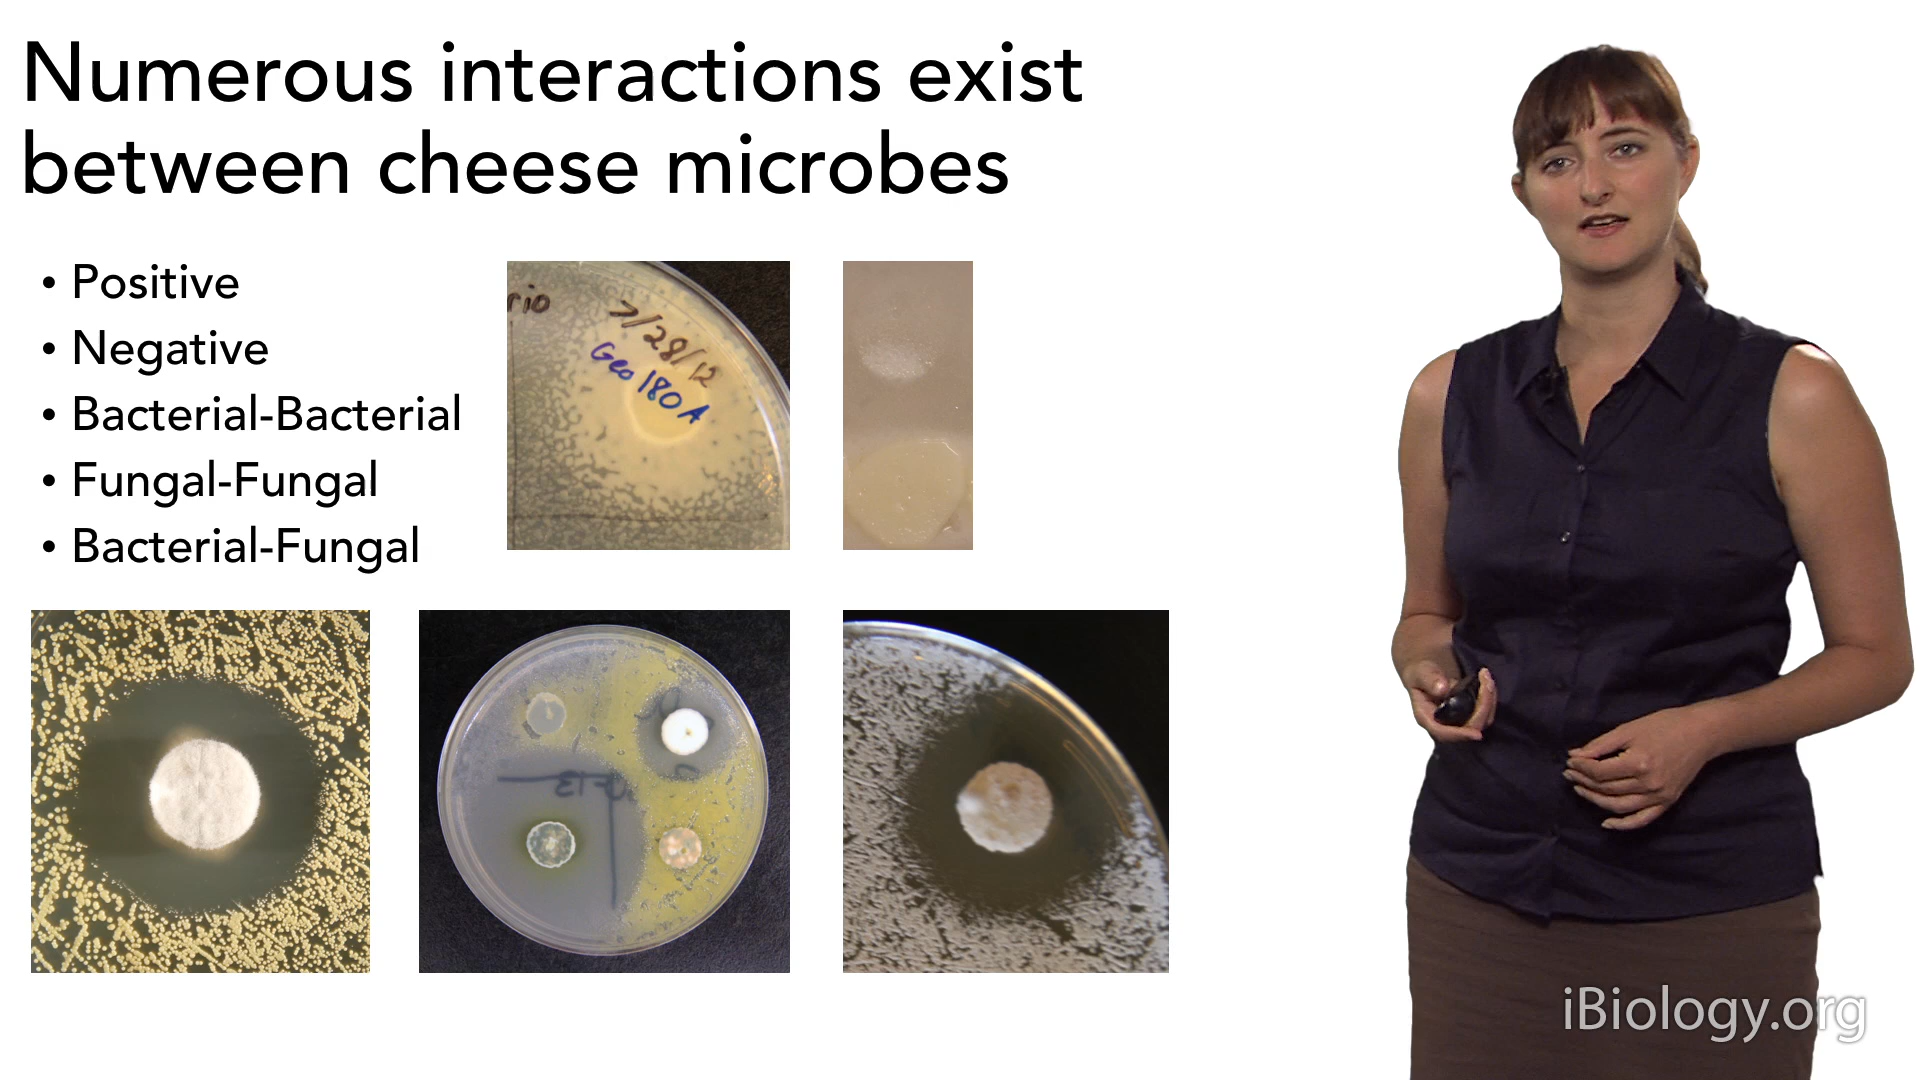 Numerous interactions exist
between cheese microbes
• Positive
• Negative
• Bacterial-Bacterial
• Fungal-Fungal
• Bacterial-Fungal
rio
7/28/12
Geo 180 A
iBiology.org